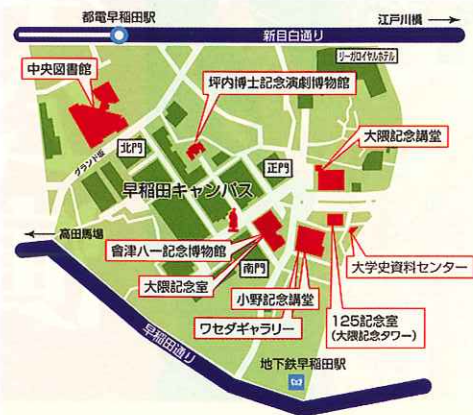 都電早稲田駅
江戸川橋
新目白通り
リーガロイヤルホテル
中央図書館
坪内博士記念演劇博物館
グランド坂
北門
正門
大隈記念講堂
早稲田キャンパス
高田馬場
會津八一記念博物館
大隈記念室
南門
小野記念講堂
ワセダギャラリー
大学史資料センター
125記念室
(大隈記念タワー)
早稲田通り
地下鉄早稲田駅